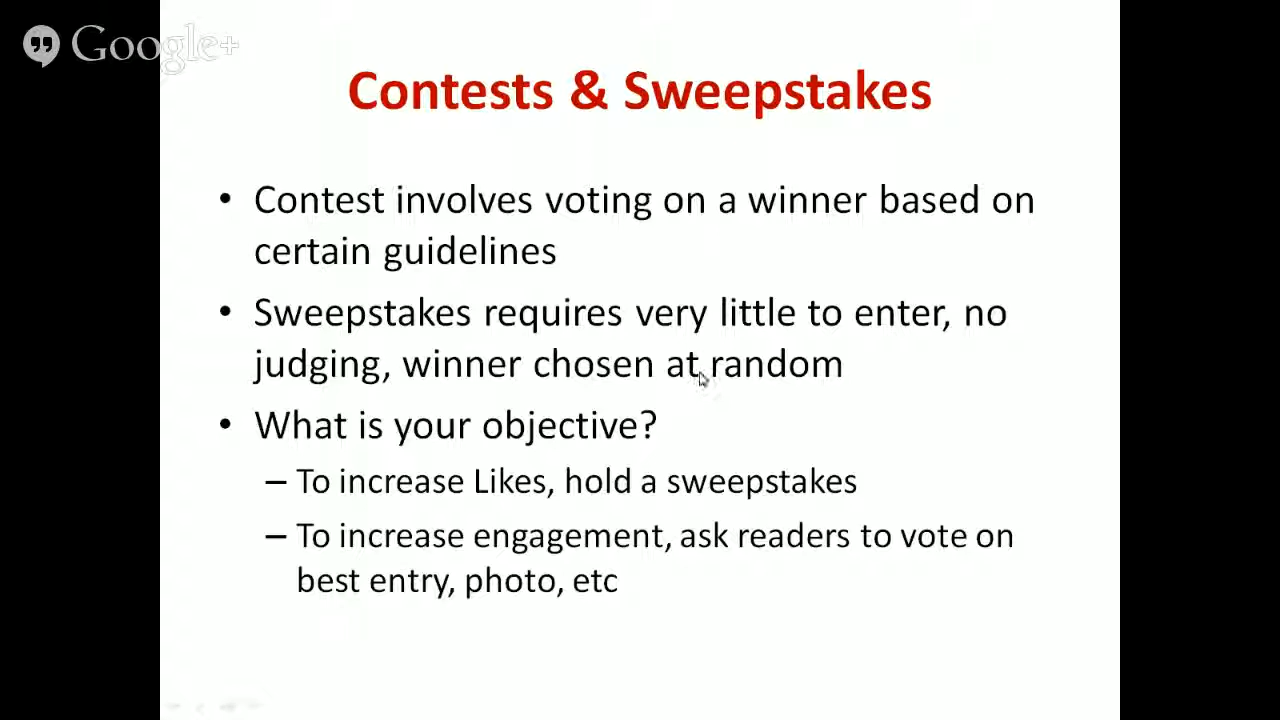 Google+
Contests & Sweepstakes
• Contest involves voting on a winner based on
certain guidelines
• Sweepstakes requires very little to enter, no
judging, winner chosen at random
• What is your objective?
– To increase Likes, hold a sweepstakes
– To increase engagement, ask readers to vote on
best entry, photo, etc